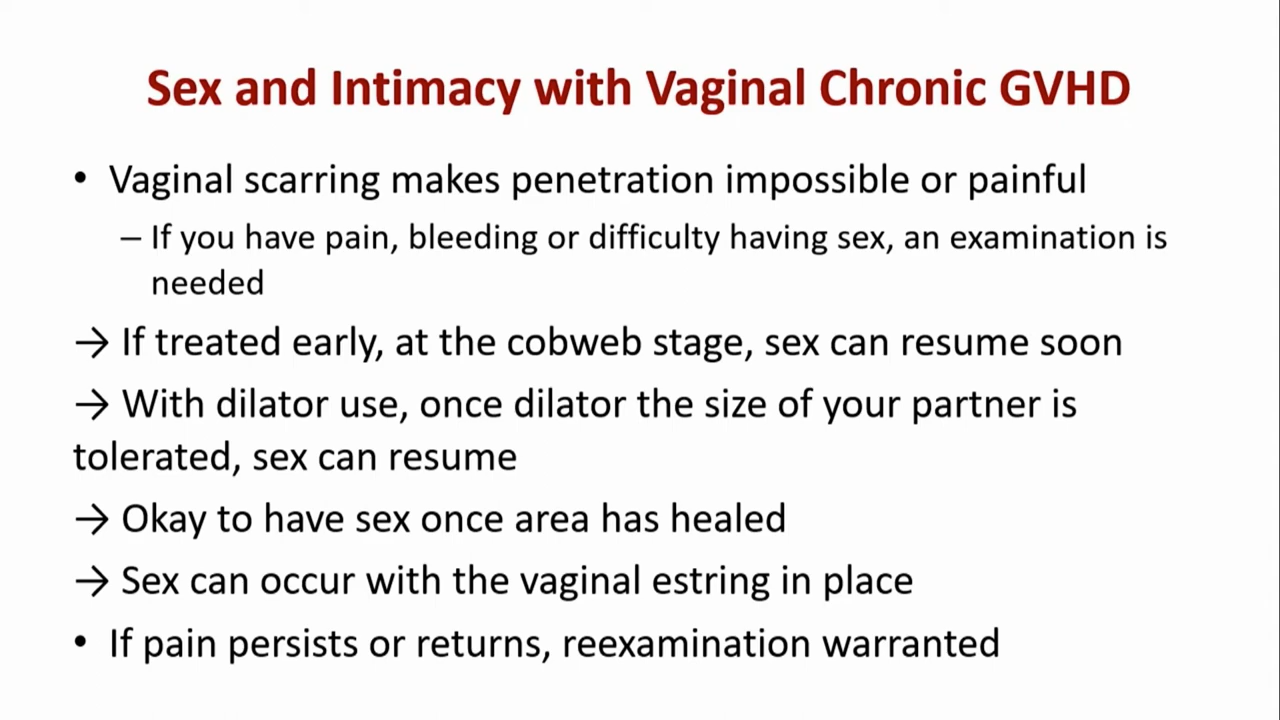 Sex and Intimacy with Vaginal Chronic GVHD
• Vaginal scarring makes penetration impossible or painful
– If you have pain, bleeding or difficulty having sex, an examination is
needed
→ If treated early, at the cobweb stage, sex can resume soon
→ With dilator use, once dilator the size of your partner is
tolerated, sex can resume
→ Okay to have sex once area has healed
→ Sex can occur with the vaginal estring in place
• If pain persists or returns, reexamination warranted